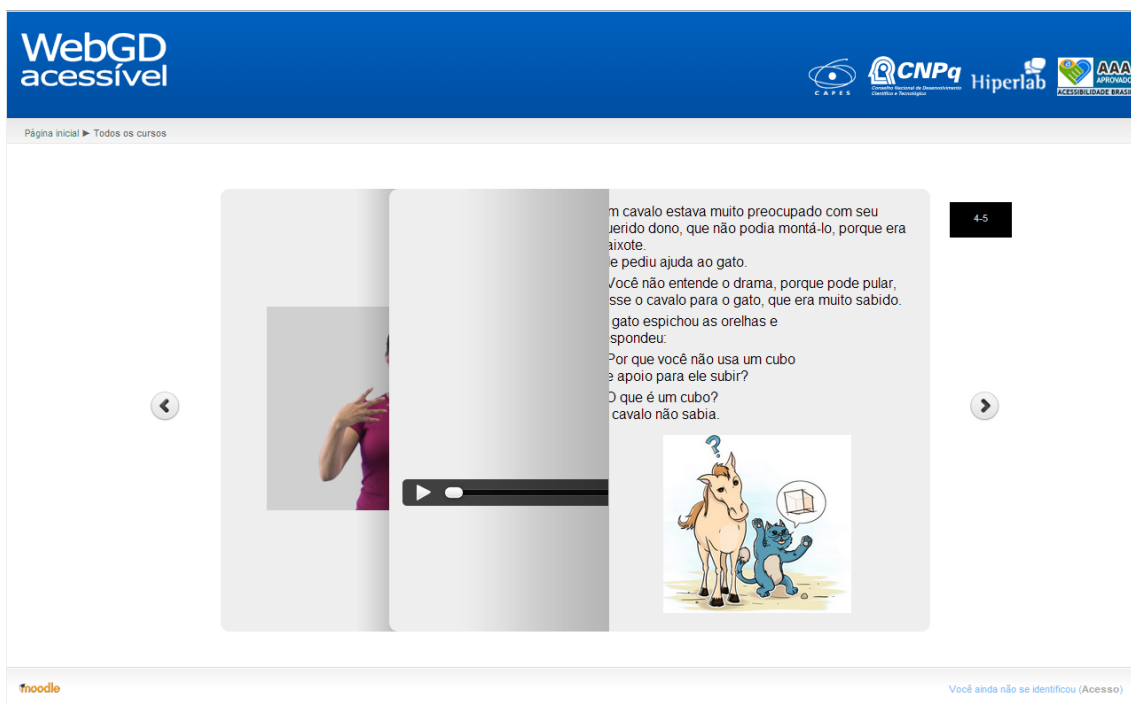 WebGD
acessível
CAPES
CNPq
Conselho Nacional de Desenvolvimento
Científico e Tecnológico
Hiperlab
AAA
APROVADO
ACESSIBILIDADE BRASIL
Página inicial ► Todos os cursos
m cavalo estava muito preocupado com seu
uerido dono, que não podia montá-lo, porque era
aixote.
le pediu ajuda ao gato.
Você não entende o drama, porque pode pular,
sse o cavalo para o gato, que era muito sabido.
gato espichou as orelhas e
spondeu:
Por que você não usa um cubo
e apoio para ele subir?
O que é um cubo?
cavalo não sabia.
?
4-5
moodle
Você ainda não se identificou (Acesso)